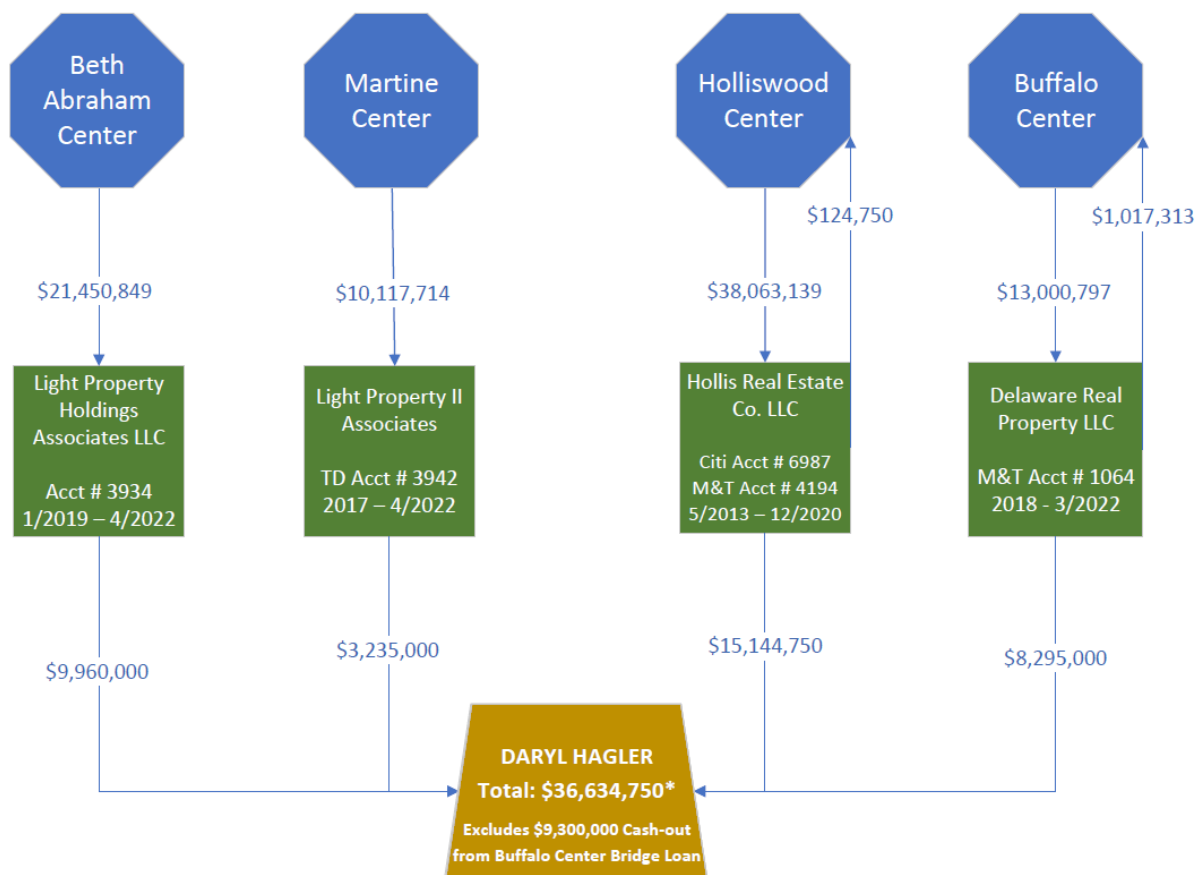 Beth
Abraham
Center
Martine
Center
Holliswood
Center
Buffalo
Center
$124,750
$1,017,313
$21,450,849
$10,117,714
$38,063,139
$13,000,797
Light Property
Holdings
Associates LLC
Acct # 3934
1/2019 – 4/2022
Light Property II
Associates
TD Acct # 3942
2017 – 4/2022
Hollis Real Estate
Co. LLC
Citi Acct # 6987
M&T Acct # 4194
5/2013 – 12/2020
Delaware Real
Property LLC
M&T Acct # 1064
2018 - 3/2022
$9,960,000
$3,235,000
$15,144,750
$8,295,000
DARYL HAGLER
Total: $36,634,750*
Excludes $9,300,000 Cash-out
from Buffalo Center Bridge Loan